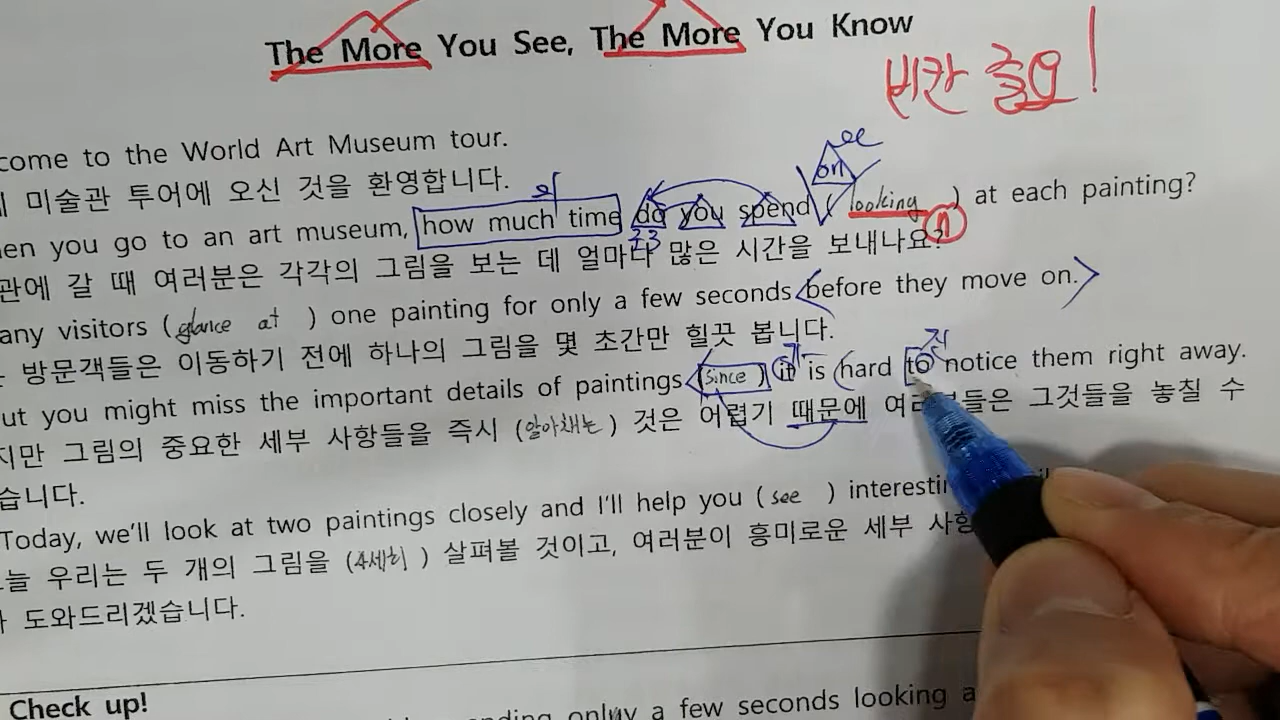 The More You See, The More You Know
빈칸 중요!
come to the World Art Museum tour.
미술관 투어에 오신 것을 환영합니다.
on
hen you go to an art museum, how much time do you spend ( looking ) at each painting?
n
관에 갈 때 여러분은 각각의 그림을 보는 데 얼마나 많은 시간을 보내나요?
any visitors (glance at ) one painting for only a few seconds before they move on.
방문객들은 이동하기 전에 하나의 그림을 몇 초간만 힐끗 봅니다.
ut you might miss the important details of paintings (since ) it is hard to notice them right away.
지만 그림의 중요한 세부 사항들을 즉시 (알아채는 ) 것은 어렵기 때문에 여러분들은 그것들을 놓칠 수
습니다.
Today, we'll look at two paintings closely and I'll help you ( see ) interestin
늘 우리는 두 개의 그림을 (세세히 ) 살펴볼 것이고, 여러분이 흥미로운 세부 사항
도와드리겠습니다.
Check up!
ending only a few seconds looking a